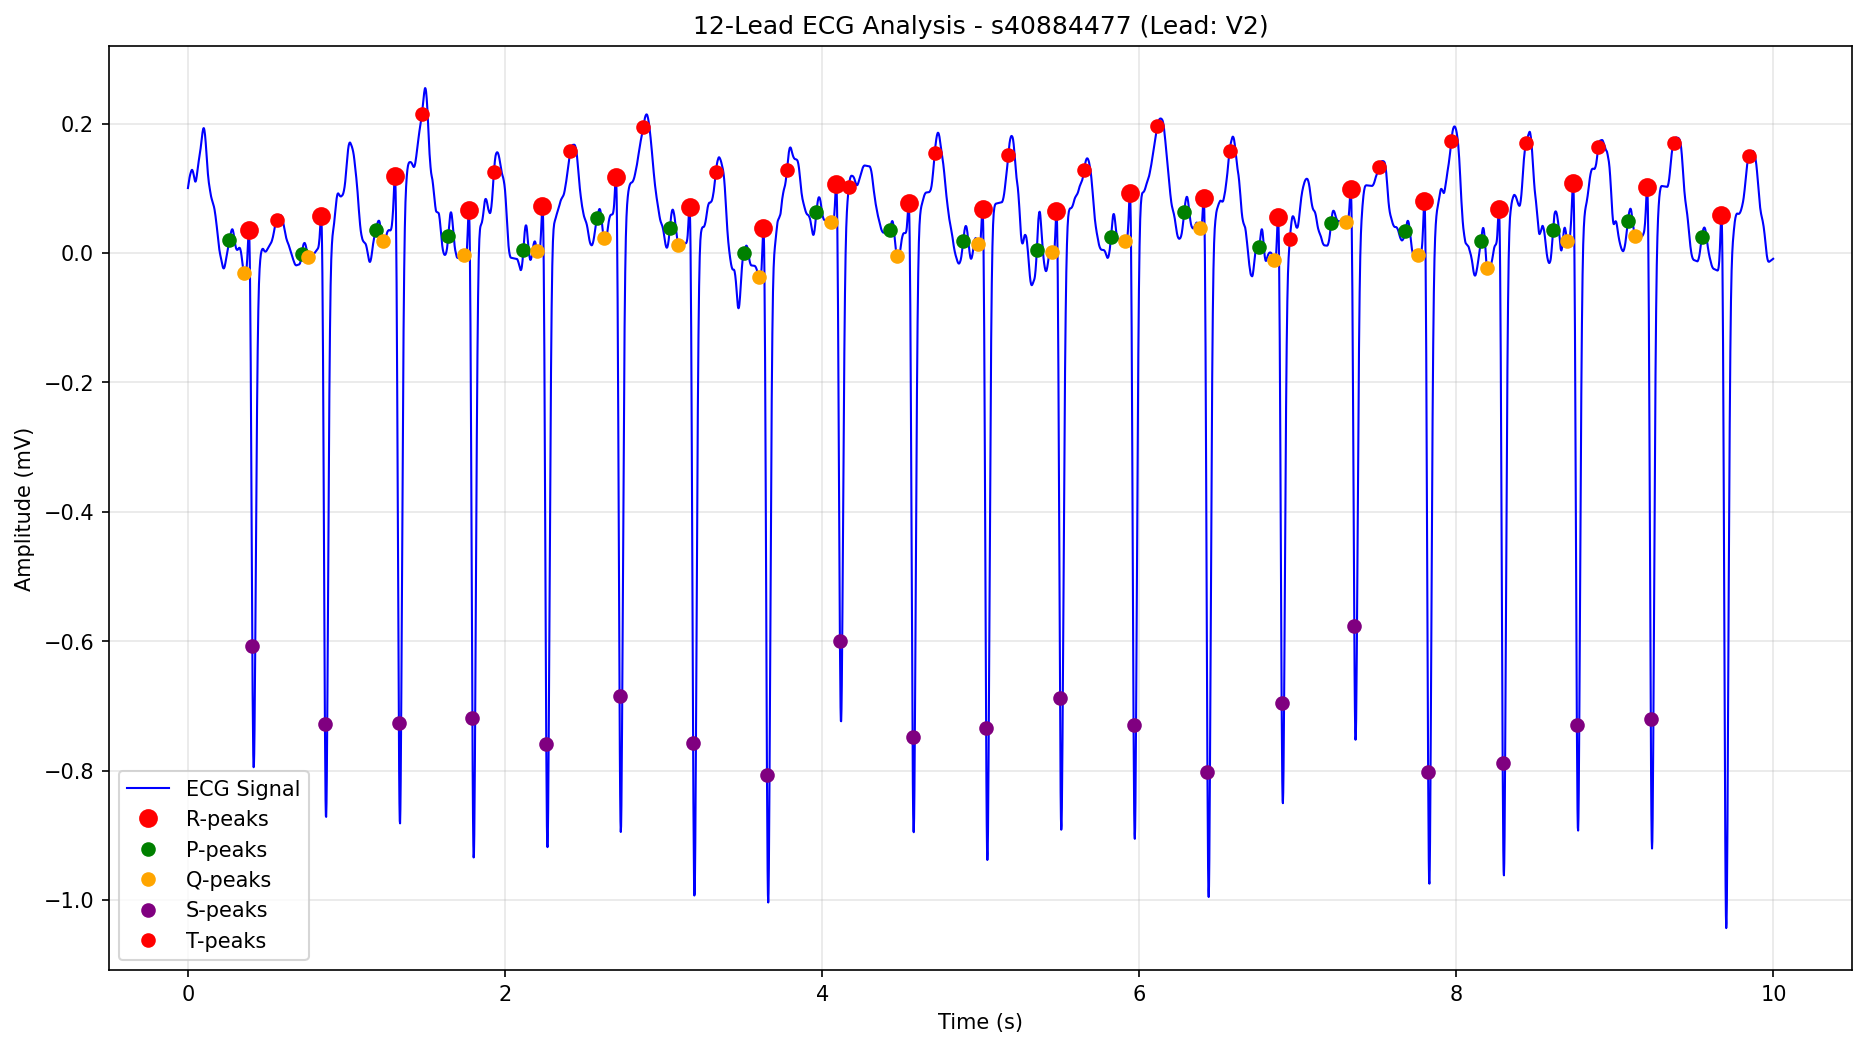 12-Lead ECG Analysis - s40884477 (Lead: V2)
Amplitude (mV)
0.2
0.0
−0.2
−0.4
−0.6
−0.8
−1.0
ECG Signal
R-peaks
P-peaks
Q-peaks
S-peaks
T-peaks
0 2 4 6 8 10
Time (s)